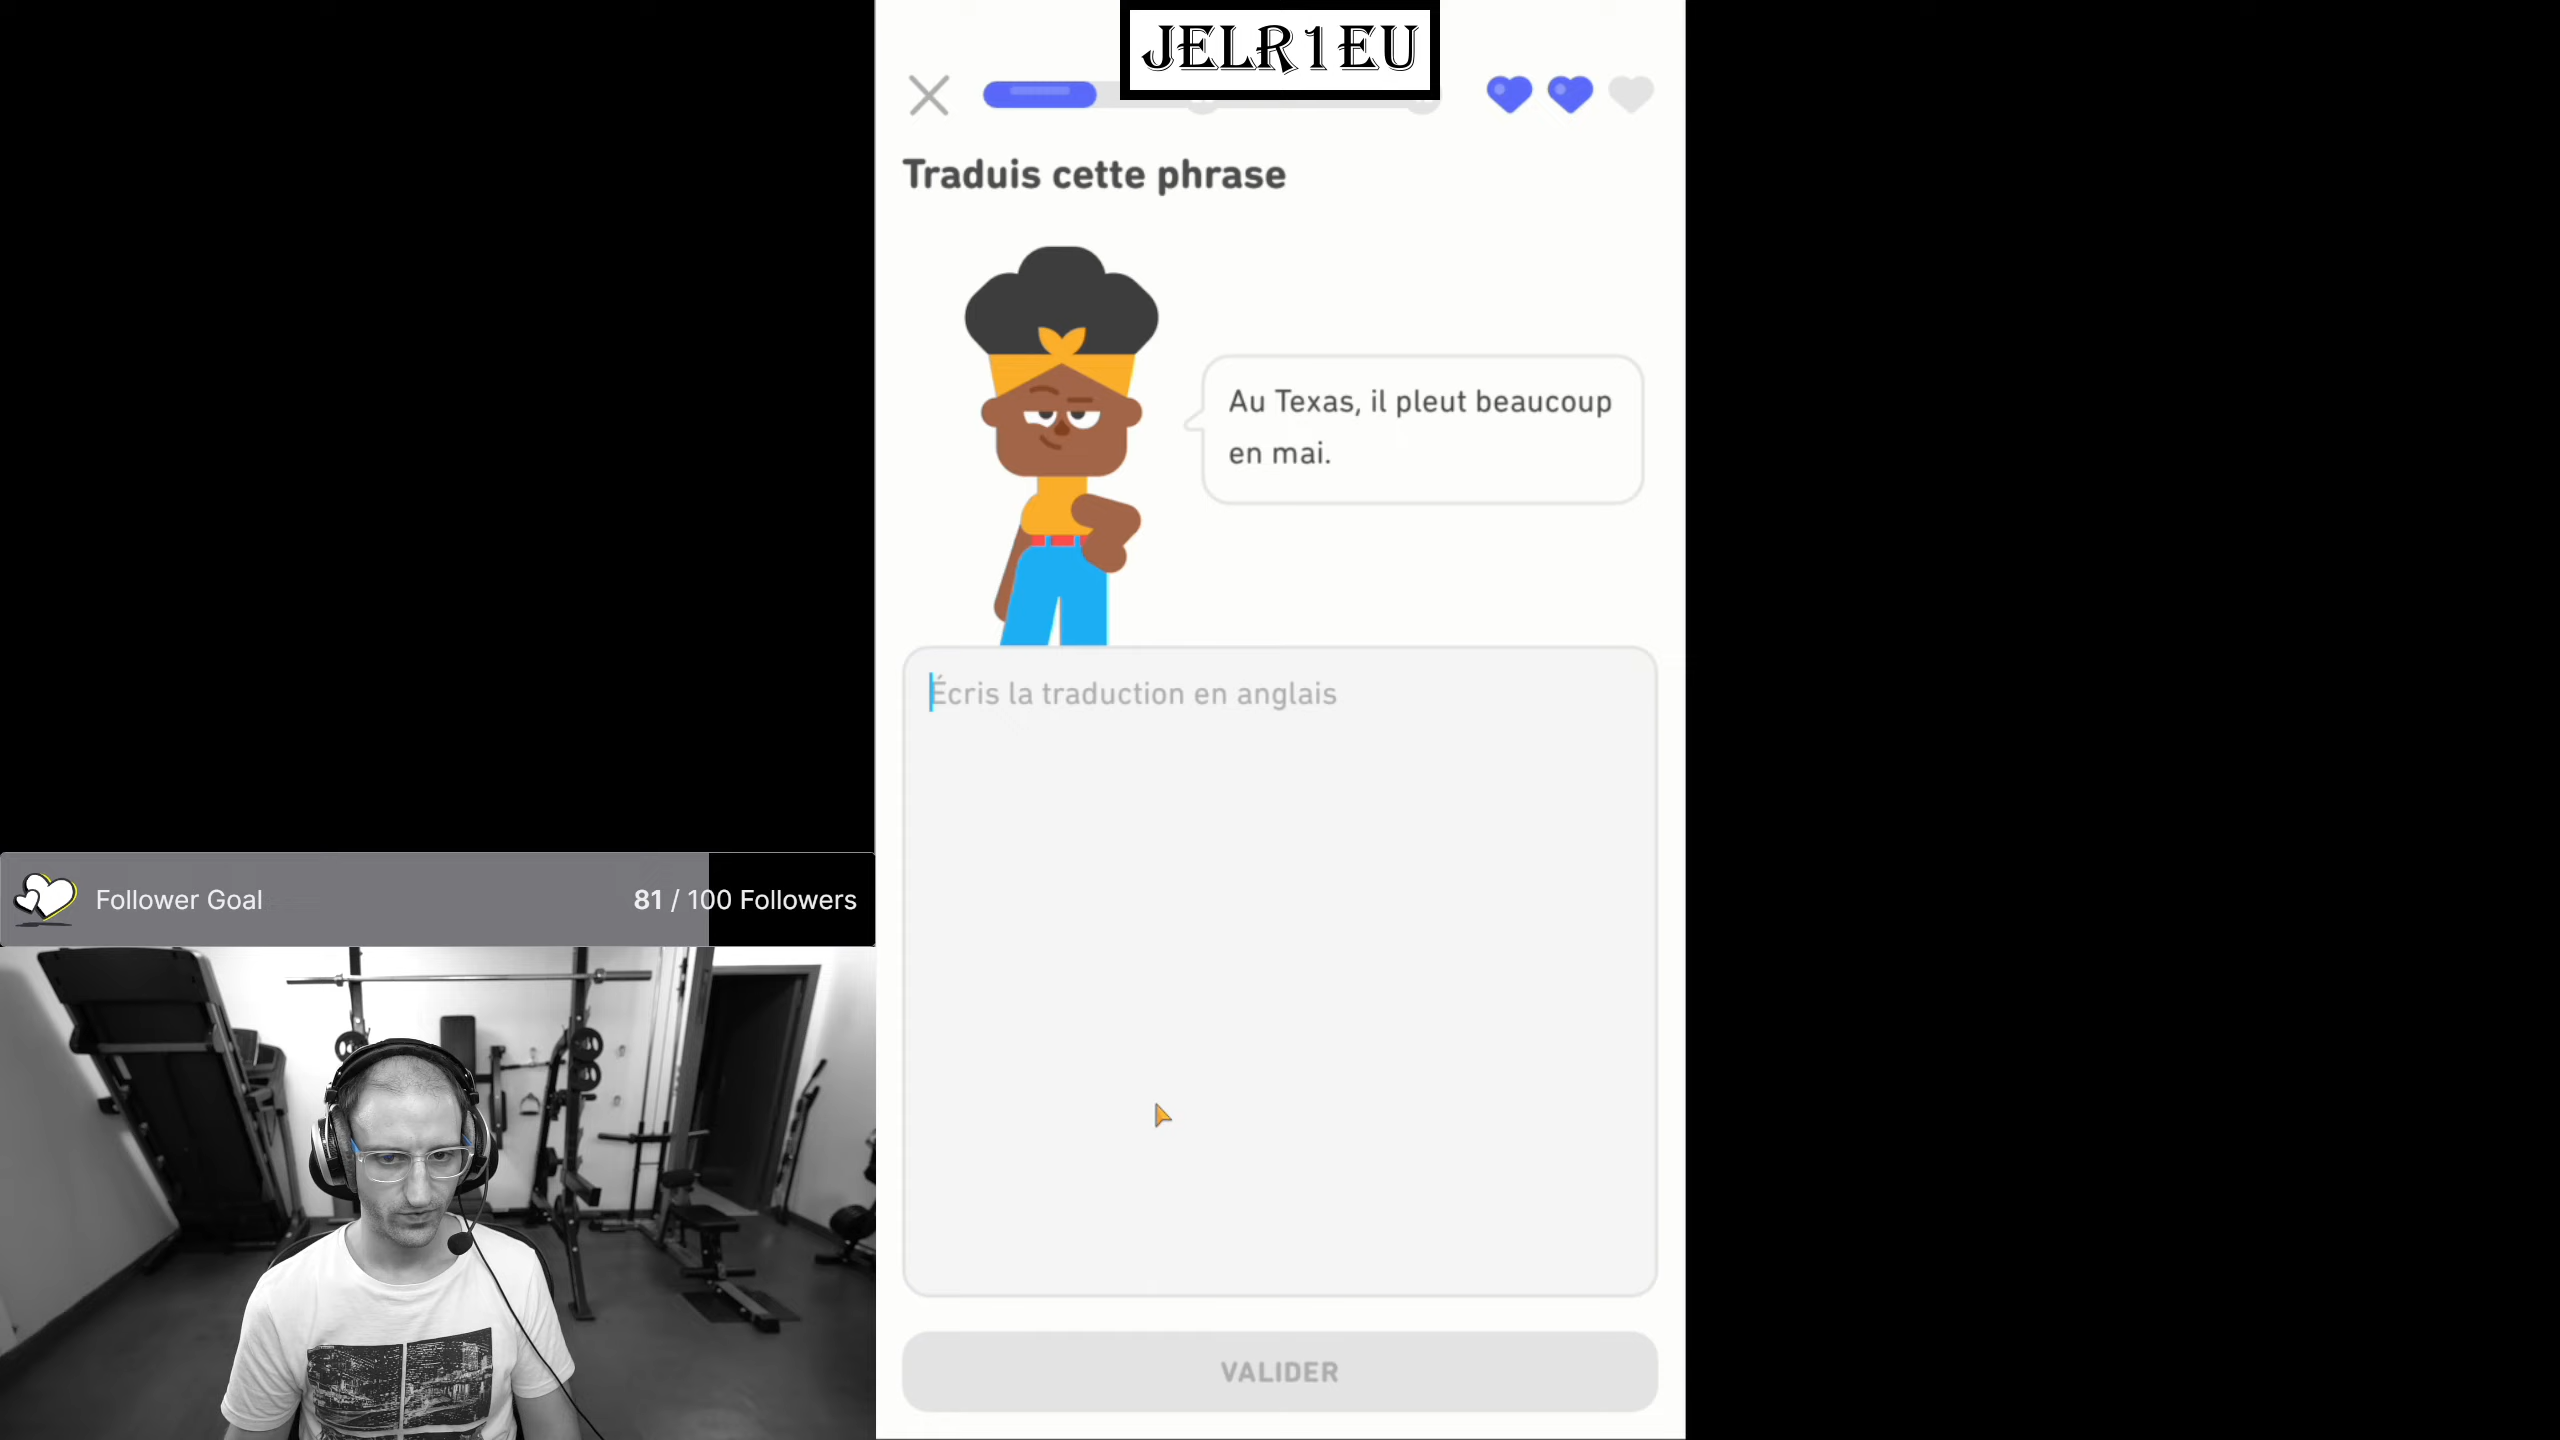 JELR1EU
Traduis cette phrase
Au Texas, il pleut beaucoup
en mai.
Écris la traduction en anglais
VALIDER
Follower Goal
81 / 100 Followers